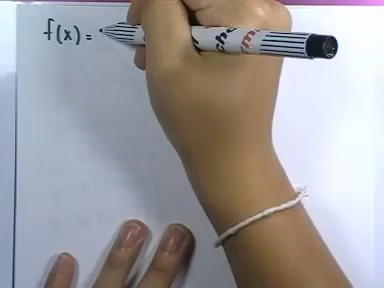 f(x) =